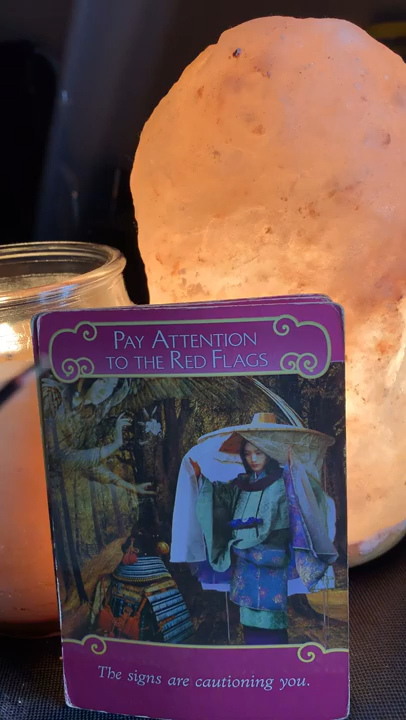 Pay Attention
to the Red Flags
The signs are cautioning you.